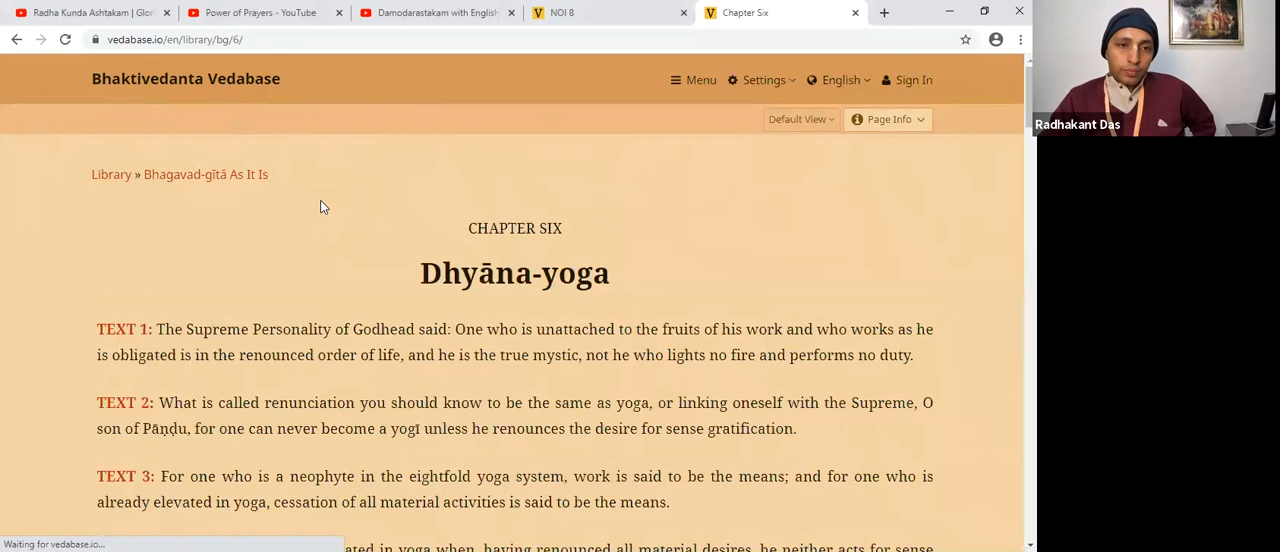 Radha Kunda Ashtakam | Glori
Power of Prayers - YouTube
Damodarastakam with English
NOI 8
Chapter Six
vedabase.io/en/library/bg/6/
Bhaktivedanta Vedabase
Menu Settings English Sign In
Default View Page Info
Library » Bhagavad-gītā As It Is
CHAPTER SIX
Dhyāna-yoga
TEXT 1: The Supreme Personality of Godhead said: One who is unattached to the fruits of his work and who works as he
is obligated is in the renounced order of life, and he is the true mystic, not he who lights no fire and performs no duty.
TEXT 2: What is called renunciation you should know to be the same as yoga, or linking oneself with the Supreme, O
son of Pāṇḍu, for one can never become a yogī unless he renounces the desire for sense gratification.
TEXT 3: For one who is a neophyte in the eightfold yoga system, work is said to be the means; and for one who is
already elevated in yoga, cessation of all material activities is said to be the means.
ated in yoga when, having renounced all material desires, he neither acts for sense
Waiting for vedabase.io...
Radhakant Das